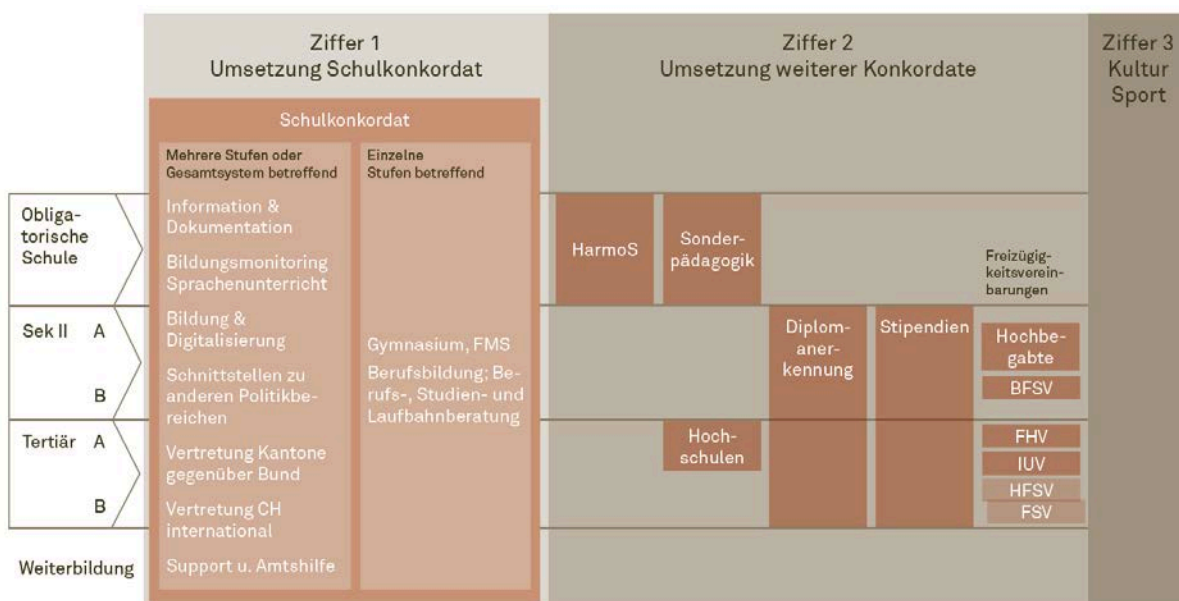 Ziffer 1
Umsetzung Schulkonkordat
Ziffer 2
Umsetzung weiterer Konkordate
Ziffer 3
Kultur
Sport
Schulkonkordat
Mehrere Stufen oder
Gesamtsystem betreffend
Einzelne
Stufen betreffend
Obliga-
torische
Schule
Information &
Dokumentation
Bildungsmonitoring
Sprachenunterricht
HarmoS
Sonder-
pädagogik
Freizügig-
keitsverein-
barungen
Sek II A
B
Bildung &
Digitalisierung
Schnittstellen zu
anderen Politikbe-
reichen
Gymnasium, FMS
Berufsbildung; Be-
rufs-, Studien- und
Laufbahnberatung
Diplom-
aner-
kennung
Stipendien
Hochbe-
gabte
BFSV
Tertiär A
B
Vertretung Kantone
gegenüber Bund
Vertretung CH
international
Hoch-
schulen
FHV
IUV
HFSV
FSV
Weiterbildung
Support u. Amtshilfe